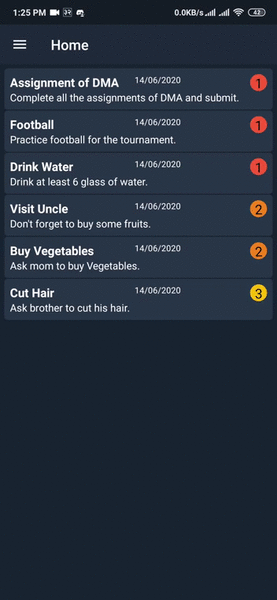 1:25 PM 0.0KB/s 42
Home
Assignment of DMA 14/06/2020 1
Complete all the assignments of DMA and submit.
Football 14/06/2020 1
Practice football for the tournament.
Drink Water 14/06/2020 1
Drink at least 6 glass of water.
Visit Uncle 14/06/2020 2
Don't forget to buy some fruits.
Buy Vegetables 14/06/2020 2
Ask mom to buy Vegetables.
Cut Hair 14/06/2020 3
Ask brother to cut his hair.